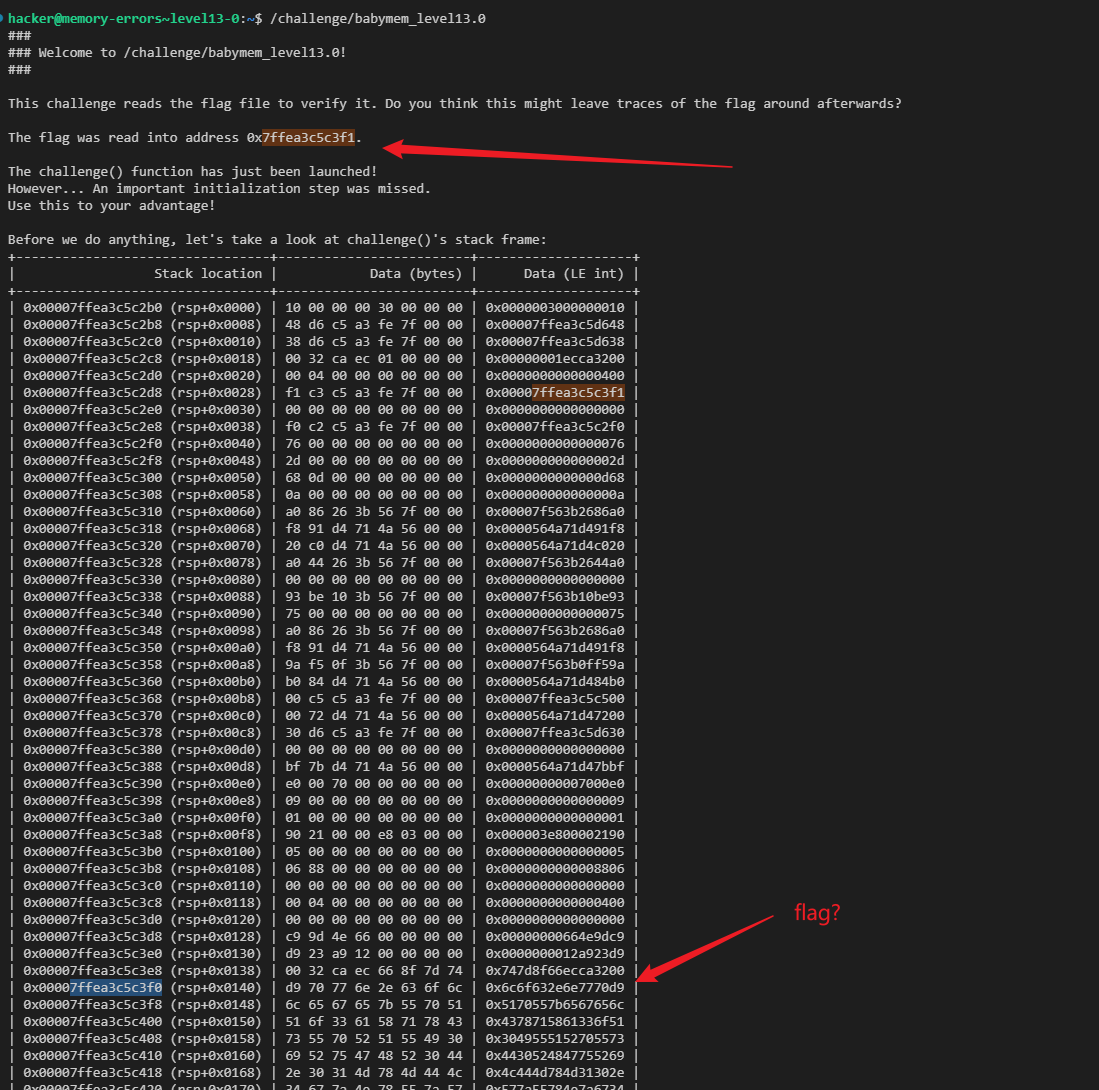 hacker@memory-errors~level13-0:~$ /challenge/babymem_level13.0
###
### Welcome to /challenge/babymem_level13.0!
###
This challenge reads the flag file to verify it. Do you think this might leave traces of the flag around afterwards?
The flag was read into address 0x7ffea3c5c3f1.
The challenge() function has just been launched!
However... An important initialization step was missed.
Use this to your advantage!
Before we do anything, let's take a look at challenge()'s stack frame:
+---------------------------------+-------------------------+--------------------+
| Stack location | Data (bytes) | Data (LE int) |
+---------------------------------+-------------------------+--------------------+
| 0x00007ffea3c5c2b0 (rsp+0x0000) | 10 00 00 00 30 00 00 00 | 0x0000003000000010 |
| 0x00007ffea3c5c2b8 (rsp+0x0008) | 48 d6 c5 a3 fe 7f 00 00 | 0x00007ffea3c5d648 |
| 0x00007ffea3c5c2c0 (rsp+0x0010) | 38 d6 c5 a3 fe 7f 00 00 | 0x00007ffea3c5d638 |
| 0x00007ffea3c5c2c8 (rsp+0x0018) | 00 32 ca ec 01 00 00 00 | 0x00000001ecca3200 |
| 0x00007ffea3c5c2d0 (rsp+0x0020) | 00 04 00 00 00 00 00 00 | 0x0000000000000400 |
| 0x00007ffea3c5c2d8 (rsp+0x0028) | f1 c3 c5 a3 fe 7f 00 00 | 0x00007ffea3c5c3f1 |
| 0x00007ffea3c5c2e0 (rsp+0x0030) | 00 00 00 00 00 00 00 00 | 0x0000000000000000 |
| 0x00007ffea3c5c2e8 (rsp+0x0038) | f0 c2 c5 a3 fe 7f 00 00 | 0x00007ffea3c5c2f0 |
| 0x00007ffea3c5c2f0 (rsp+0x0040) | 76 00 00 00 00 00 00 00 | 0x0000000000000076 |
| 0x00007ffea3c5c2f8 (rsp+0x0048) | 2d 00 00 00 00 00 00 00 | 0x000000000000002d |
| 0x00007ffea3c5c300 (rsp+0x0050) | 68 0d 00 00 00 00 00 00 | 0x0000000000000d68 |
| 0x00007ffea3c5c308 (rsp+0x0058) | 0a 00 00 00 00 00 00 00 | 0x000000000000000a |
| 0x00007ffea3c5c310 (rsp+0x0060) | a0 86 26 3b 56 7f 00 00 | 0x00007f563b2686a0 |
| 0x00007ffea3c5c318 (rsp+0x0068) | f8 91 d4 71 4a 56 00 00 | 0x0000564a71d491f8 |
| 0x00007ffea3c5c320 (rsp+0x0070) | 20 c0 d4 71 4a 56 00 00 | 0x0000564a71d4c020 |
| 0x00007ffea3c5c328 (rsp+0x0078) | a0 44 26 3b 56 7f 00 00 | 0x00007f563b2644a0 |
| 0x00007ffea3c5c330 (rsp+0x0080) | 00 00 00 00 00 00 00 00 | 0x0000000000000000 |
| 0x00007ffea3c5c338 (rsp+0x0088) | 93 be 10 3b 56 7f 00 00 | 0x00007f563b10be93 |
| 0x00007ffea3c5c340 (rsp+0x0090) | 75 00 00 00 00 00 00 00 | 0x0000000000000075 |
| 0x00007ffea3c5c348 (rsp+0x0098) | a0 86 26 3b 56 7f 00 00 | 0x00007f563b2686a0 |
| 0x00007ffea3c5c350 (rsp+0x00a0) | f8 91 d4 71 4a 56 00 00 | 0x0000564a71d491f8 |
| 0x00007ffea3c5c358 (rsp+0x00a8) | 9a f5 0f 3b 56 7f 00 00 | 0x00007f563b0ff59a |
| 0x00007ffea3c5c360 (rsp+0x00b0) | b0 84 d4 71 4a 56 00 00 | 0x0000564a71d484b0 |
| 0x00007ffea3c5c368 (rsp+0x00b8) | 00 c5 c5 a3 fe 7f 00 00 | 0x00007ffea3c5c500 |
| 0x00007ffea3c5c370 (rsp+0x00c0) | 00 72 d4 71 4a 56 00 00 | 0x0000564a71d47200 |
| 0x00007ffea3c5c378 (rsp+0x00c8) | 30 d6 c5 a3 fe 7f 00 00 | 0x00007ffea3c5d630 |
| 0x00007ffea3c5c380 (rsp+0x00d0) | 00 00 00 00 00 00 00 00 | 0x0000000000000000 |
| 0x00007ffea3c5c388 (rsp+0x00d8) | bf 7b d4 71 4a 56 00 00 | 0x0000564a71d47bbf |
| 0x00007ffea3c5c390 (rsp+0x00e0) | e0 00 70 00 00 00 00 00 | 0x00000000007000e0 |
| 0x00007ffea3c5c398 (rsp+0x00e8) | 09 00 00 00 00 00 00 00 | 0x0000000000000009 |
| 0x00007ffea3c5c3a0 (rsp+0x00f0) | 01 00 00 00 00 00 00 00 | 0x0000000000000001 |
| 0x00007ffea3c5c3a8 (rsp+0x00f8) | 90 21 00 00 e8 03 00 00 | 0x000003e800002190 |
| 0x00007ffea3c5c3b0 (rsp+0x0100) | 05 00 00 00 00 00 00 00 | 0x0000000000000005 |
| 0x00007ffea3c5c3b8 (rsp+0x0108) | 06 88 00 00 00 00 00 00 | 0x0000000000008806 |
| 0x00007ffea3c5c3c0 (rsp+0x0110) | 00 00 00 00 00 00 00 00 | 0x0000000000000000 |
| 0x00007ffea3c5c3c8 (rsp+0x0118) | 00 04 00 00 00 00 00 00 | 0x0000000000000400 |
flag?
| 0x00007ffea3c5c3d0 (rsp+0x0120) | 00 00 00 00 00 00 00 00 | 0x0000000000000000 |
| 0x00007ffea3c5c3d8 (rsp+0x0128) | c9 9d 4e 66 00 00 00 00 | 0x00000000664e9dc9 |
| 0x00007ffea3c5c3e0 (rsp+0x0130) | d9 23 a9 12 00 00 00 00 | 0x0000000012a923d9 |
| 0x00007ffea3c5c3e8 (rsp+0x0138) | 00 32 ca ec 66 8f 7d 74 | 0x747d8f66ecca3200 |
| 0x00007ffea3c5c3f0 (rsp+0x0140) | d9 70 77 6e 2e 63 6f 6c | 0x6c6f632e6e7770d9 |
| 0x00007ffea3c5c3f8 (rsp+0x0148) | 6c 65 67 65 7b 55 70 51 | 0x5170557b6567656c |
| 0x00007ffea3c5c400 (rsp+0x0150) | 51 6f 33 61 58 71 78 43 | 0x4378715861336f51 |
| 0x00007ffea3c5c408 (rsp+0x0158) | 73 55 70 52 51 55 49 30 | 0x3049555152705573 |
| 0x00007ffea3c5c410 (rsp+0x0160) | 69 52 75 47 48 52 30 44 | 0x4430524847755269 |
| 0x00007ffea3c5c418 (rsp+0x0168) | 2e 30 31 4d 78 4d 44 4c | 0x4c444d784d31302e |